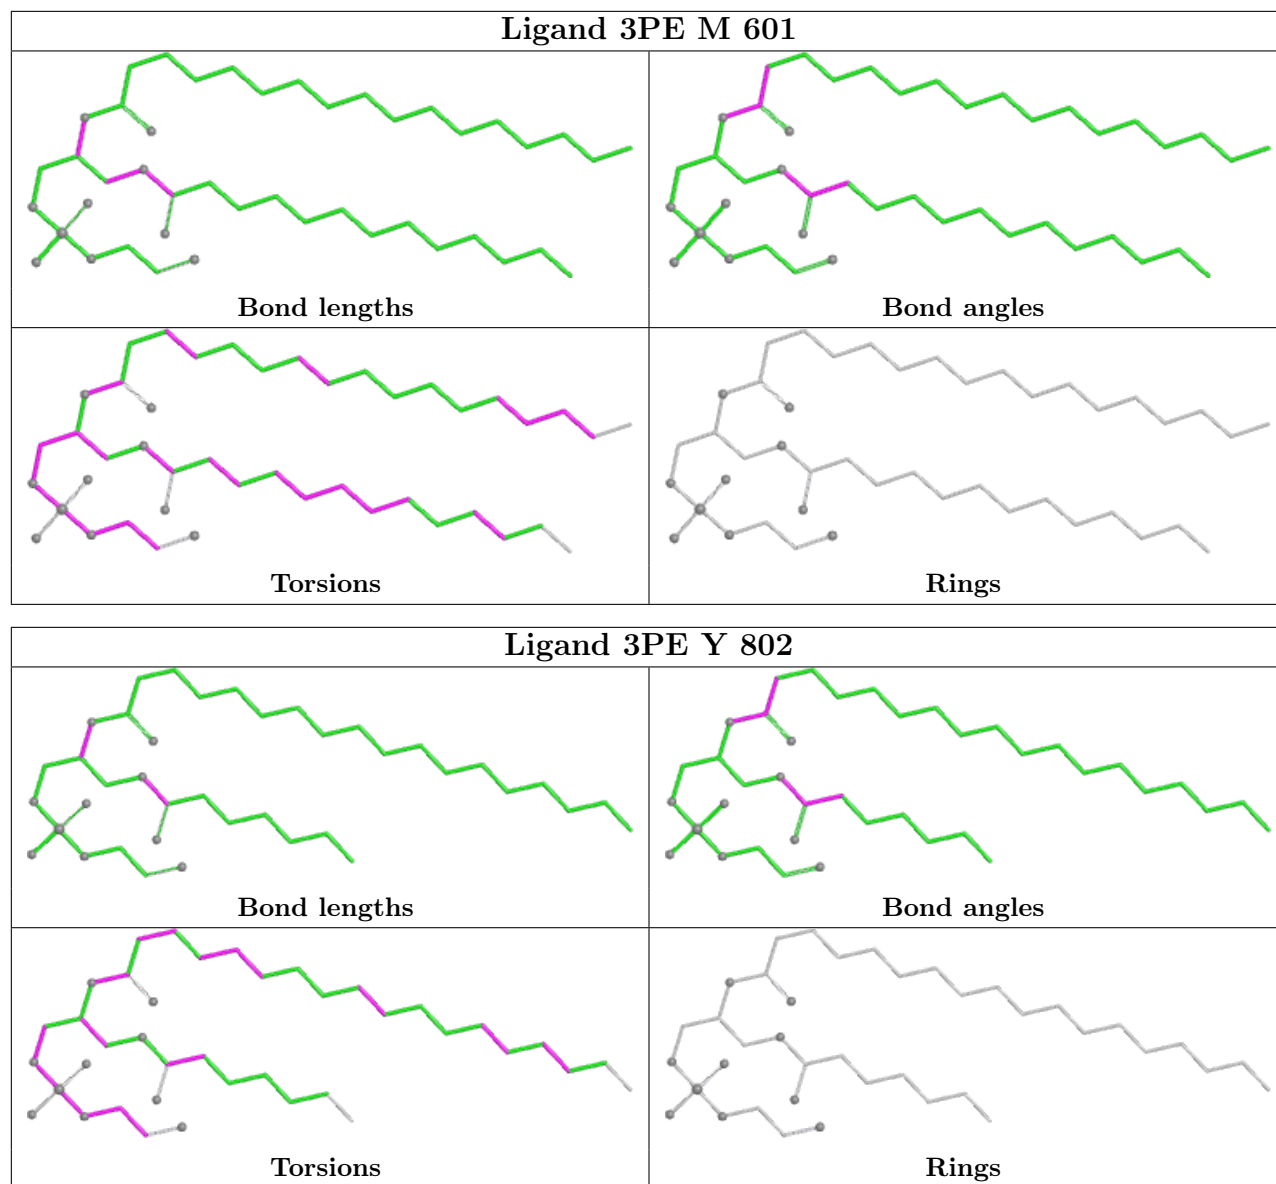 Ligand 3PE M 601
Bond lengths
Bond angles
Torsions
Rings
Ligand 3PE Y 802
Bond lengths
Bond angles
Torsions
Rings